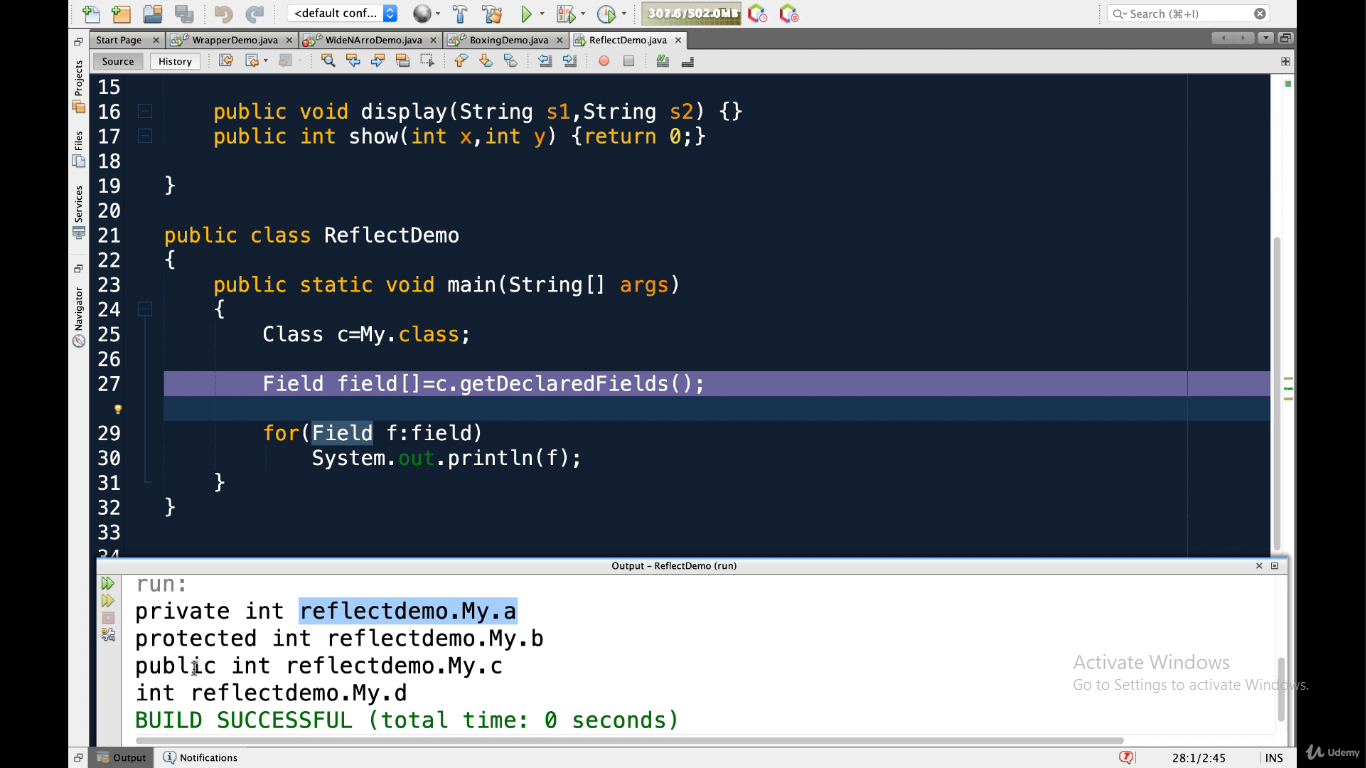 <default conf...
307.6/502.0MB
Search (⌘+I)
Start Page
WrapperDemo.java
WideNArroDemo.java
BoxingDemo.java
ReflectDemo.java
Source
History
Projects
Files
Services
Navigator
15
16 public void display(String s1,String s2) {}
17 public int show(int x,int y) {return 0;}
18
19 }
20
21 public class ReflectDemo
22 {
23 public static void main(String[] args)
24 {
25 Class c=My.class;
26
27 Field field[]=c.getDeclaredFields();
29 for(Field f:field)
30 System.out.println(f);
31 }
32 }
33
34
Output - ReflectDemo (run)
run:
private int reflectdemo.My.a
protected int reflectdemo.My.b
public int reflectdemo.My.c
int reflectdemo.My.d
BUILD SUCCESSFUL (total time: 0 seconds)
Activate Windows
Go to Settings to activate Windows.
Output
Notifications
28:1/2:45
INS
Udemy